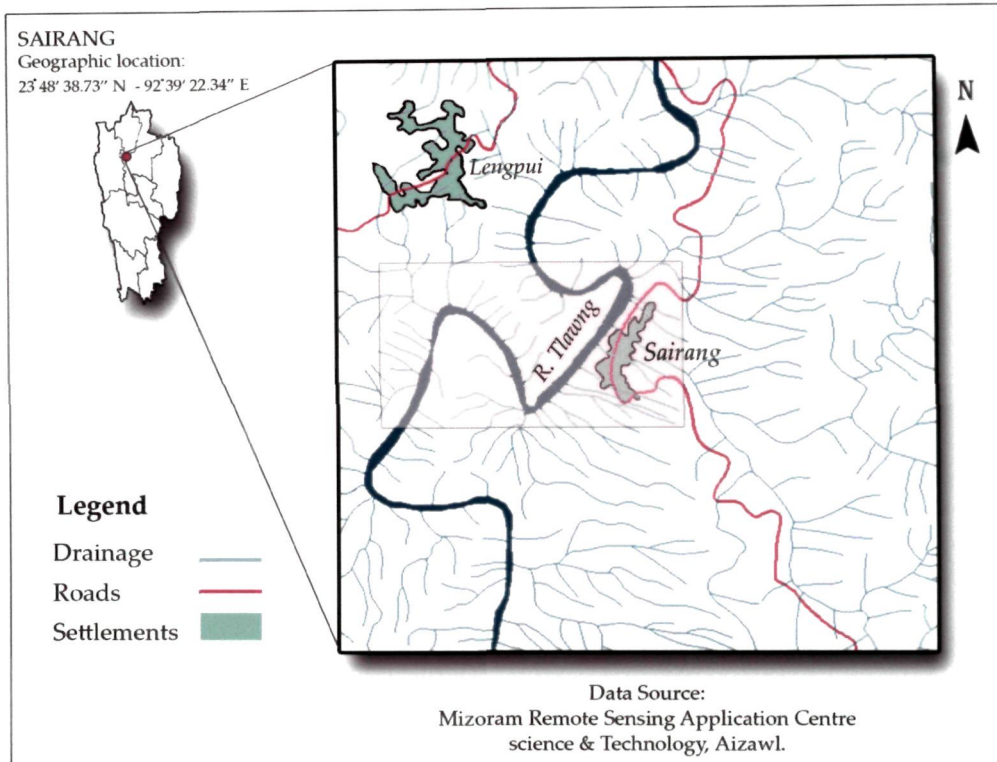 SAIRANG
Geographic location:
23°48' 38.73" N - 92°39' 22.34" E
N
Lengpui
R. Tlawng
Sairang
Legend
Drainage
Roads
Settlements
Data Source:
Mizoram Remote Sensing Application Centre
science & Technology, Aizawl.